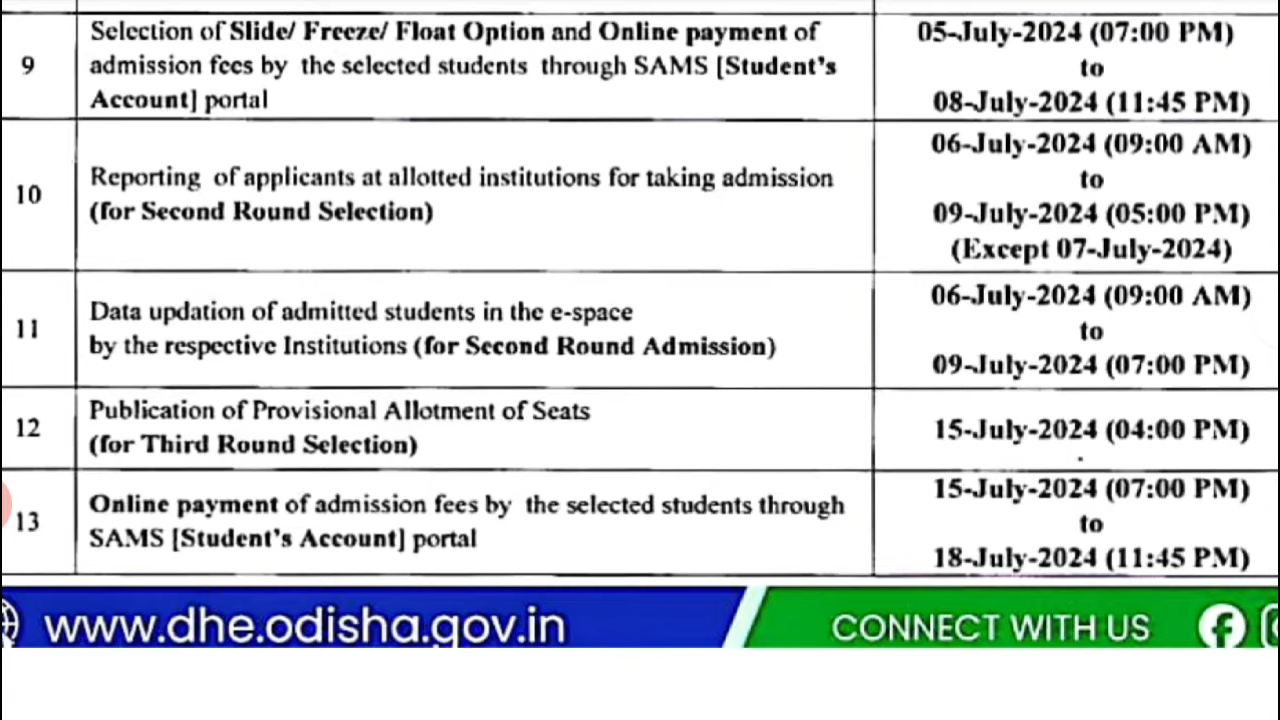 9
Selection of Slide/ Freeze/ Float Option and Online payment of
admission fees by the selected students through SAMS [Student's
Account] portal
05-July-2024 (07:00 PM)
to
08-July-2024 (11:45 PM)
10
Reporting of applicants at allotted institutions for taking admission
(for Second Round Selection)
06-July-2024 (09:00 AM)
to
09-July-2024 (05:00 PM)
(Except 07-July-2024)
11
Data updation of admitted students in the e-space
by the respective Institutions (for Second Round Admission)
06-July-2024 (09:00 AM)
to
09-July-2024 (07:00 PM)
12
Publication of Provisional Allotment of Seats
(for Third Round Selection)
15-July-2024 (04:00 PM)
13
Online payment of admission fees by the selected students through
SAMS [Student's Account] portal
15-July-2024 (07:00 PM)
to
18-July-2024 (11:45 PM)
www.dhe.odisha.gov.in
CONNECT WITH US